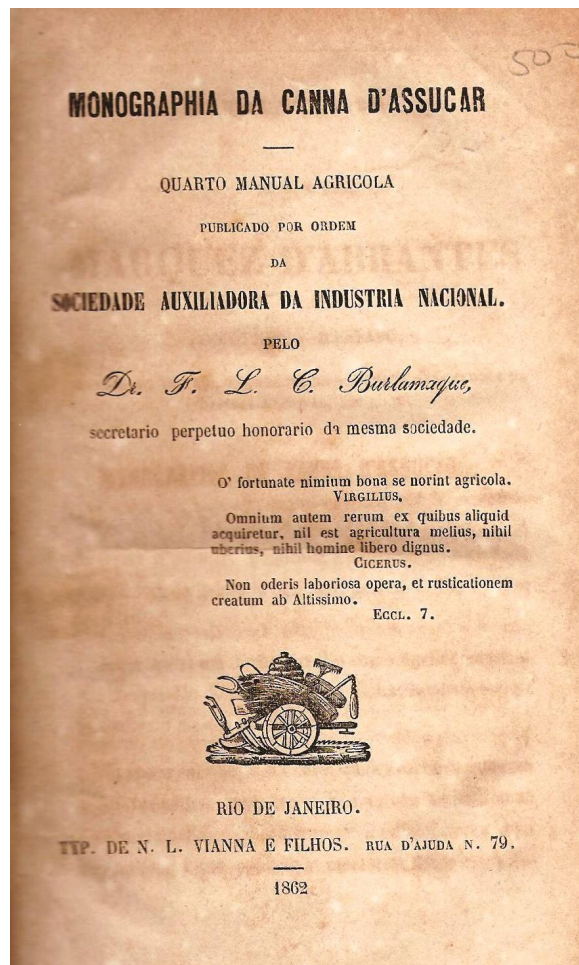 500
MONOGRAPHIA DA CANNA D'ASSUCAR
QUARTO MANUAL AGRICOLA
PUBLICADO POR ORDEM
DA
SOCIEDADE AUXILIADORA DA INDUSTRIA NACIONAL.
PELO
Dr. F. L. C. Burlamaque,
secretario perpetuo honorario da mesma sociedade.
O' fortunate nimium bona se norint agricola.
VIRGILIUS.
Omnium autem rerum ex quibus aliquid
acquiretur, nil est agricultura melius, nihil
uberius, nihil homine libero dignus.
CICERUS.
Non oderis laboriosa opera, et rusticationem
creatum ab Altissimo.
ECCL. 7.
RIO DE JANEIRO.
TYP. DE N. L. VIANNA E FILHOS. RUA D'AJUDA N. 79.
1862